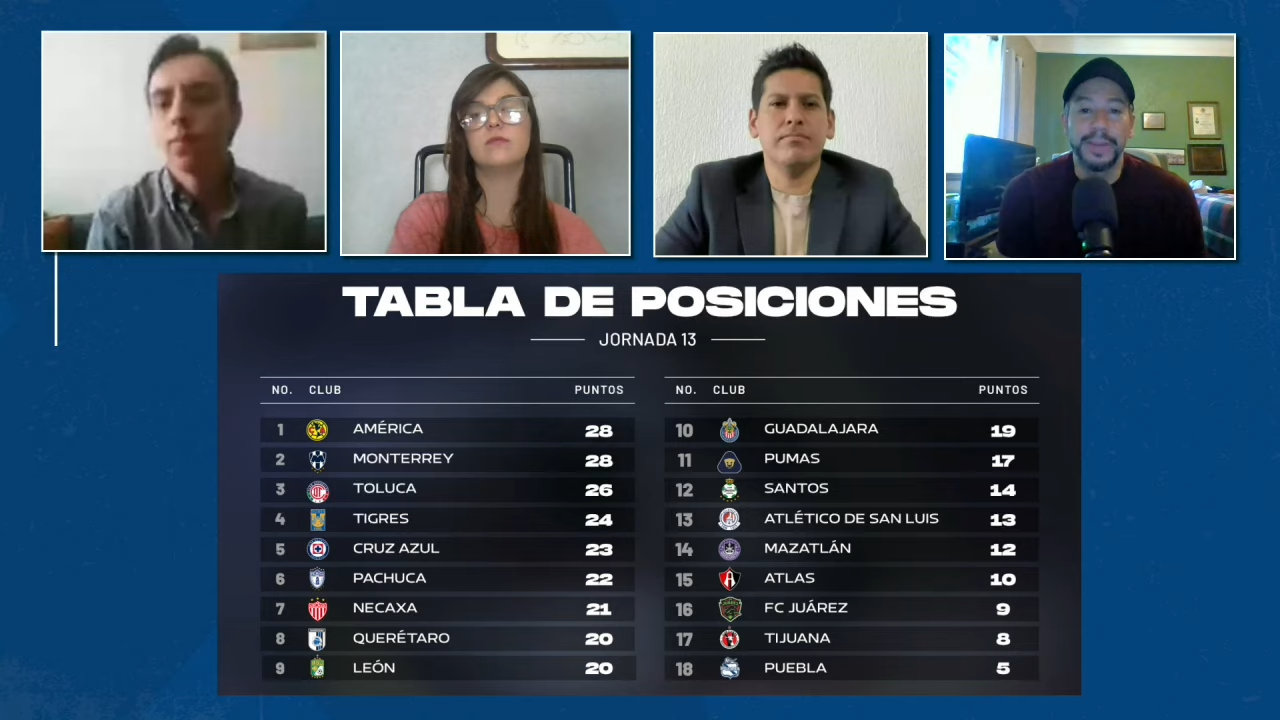 TABLA DE POSICIONES
JORNADA 13
NO. CLUB PUNTOS
1 AMÉRICA 28
2 MONTERREY 28
3 TOLUCA 26
4 TIGRES 24
5 CRUZ AZUL 23
6 PACHUCA 22
7 NECAXA 21
8 QUERÉTARO 20
9 LEÓN 20
NO. CLUB PUNTOS
10 GUADALAJARA 19
11 PUMAS 17
12 SANTOS 14
13 ATLÉTICO DE SAN LUIS 13
14 MAZATLÁN 12
15 ATLAS 10
16 FC JUÁREZ 9
17 TIJUANA 8
18 PUEBLA 5